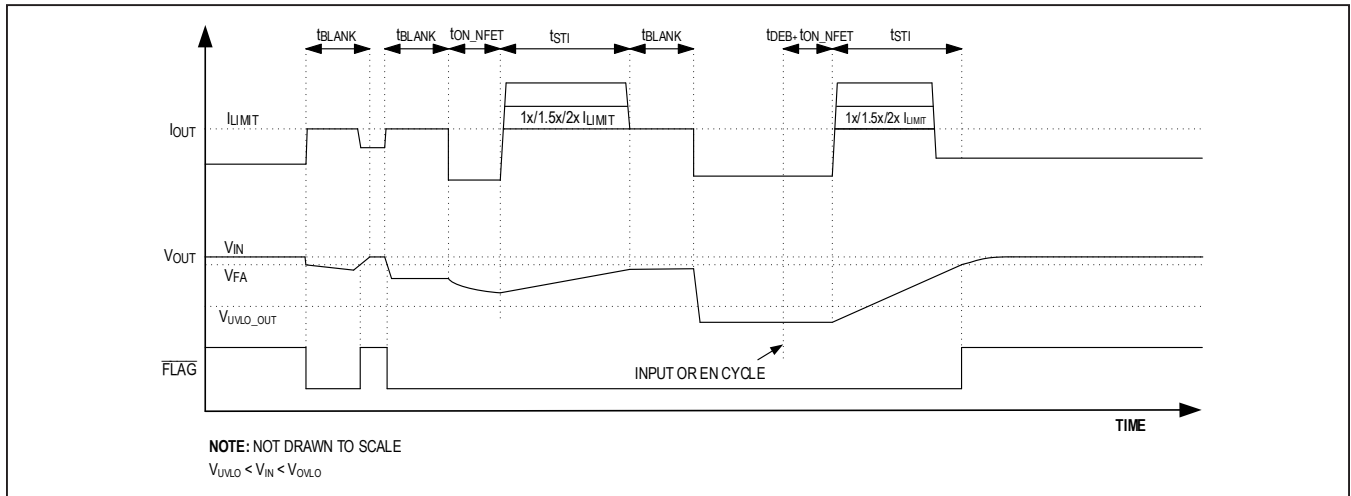 tBLANK tBLANK tON_NFET tSTI tBLANK tDEB+ tON_NFET tSTI
ILIMIT
IOUT
1x/1.5x/2x ILIMIT 1x/1.5x/2x ILIMIT
VIN
VOUT
VFA
VUVLO_OUT
FLAG
INPUT OR EN CYCLE
TIME
NOTE: NOT DRAWN TO SCALE
VUVLO < VIN < VOVLO